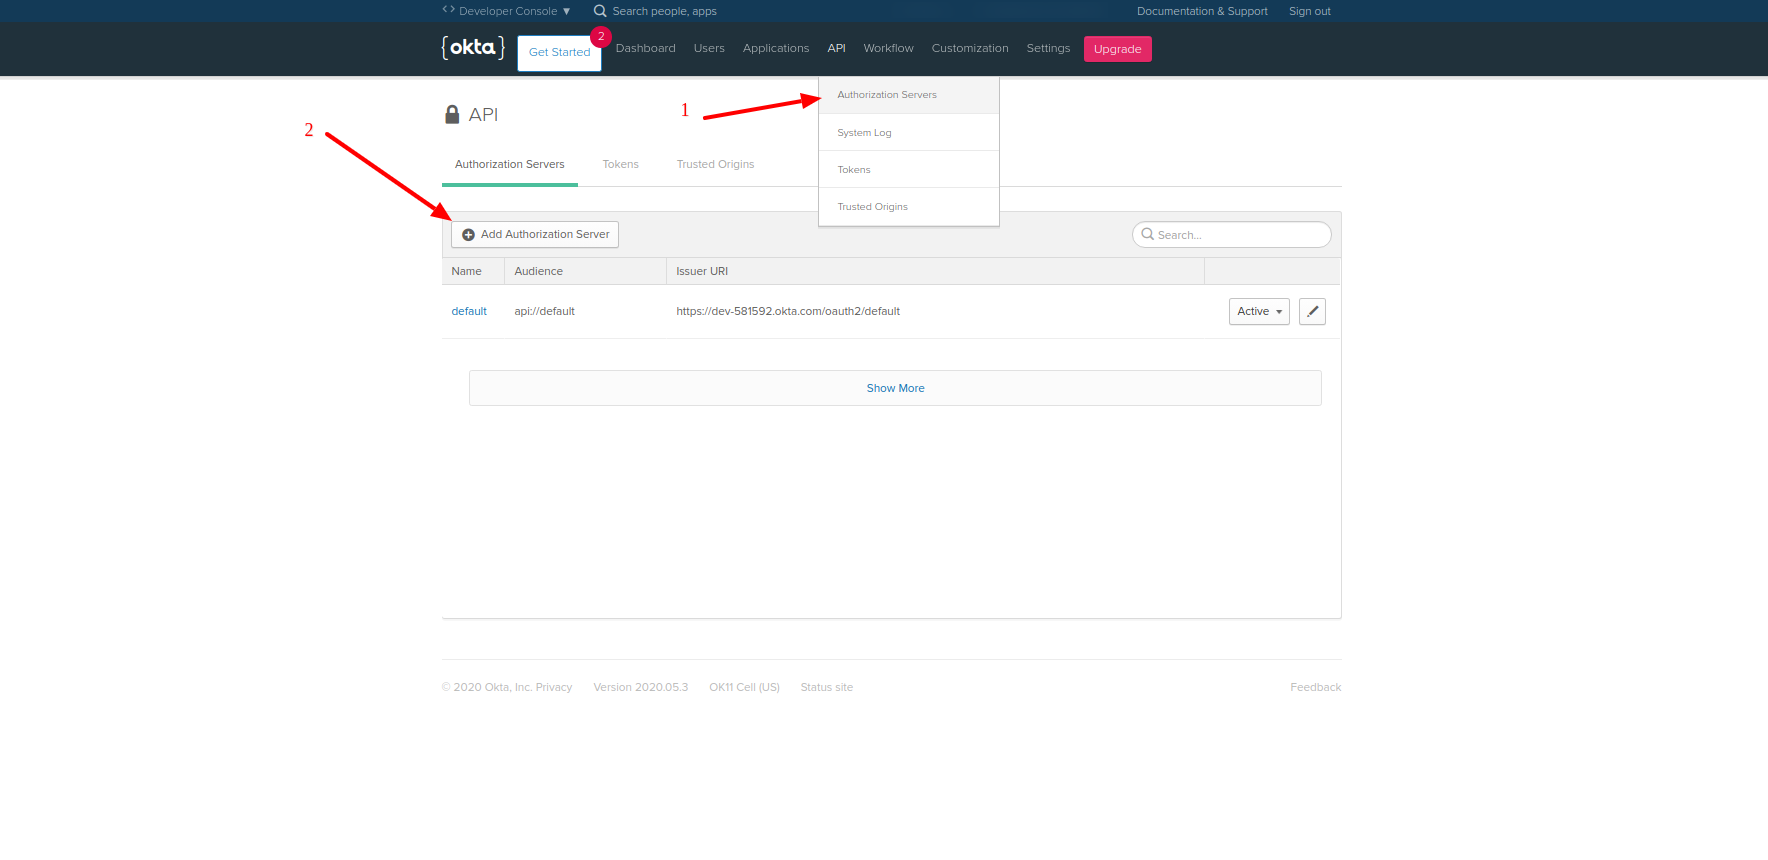 <> Developer Console ▼ Search people, apps Documentation & Support Sign out
{okta} Get Started 2 Dashboard Users Applications API Workflow Customization Settings Upgrade
Authorization Servers
System Log
Tokens
Trusted Origins
1
API
2
Authorization Servers Tokens Trusted Origins
Add Authorization Server Search...
Name Audience Issuer URI
default api://default https://dev-581592.okta.com/oauth2/default Active
Show More
© 2020 Okta, Inc. Privacy Version 2020.05.3 OK11 Cell (US) Status site Feedback